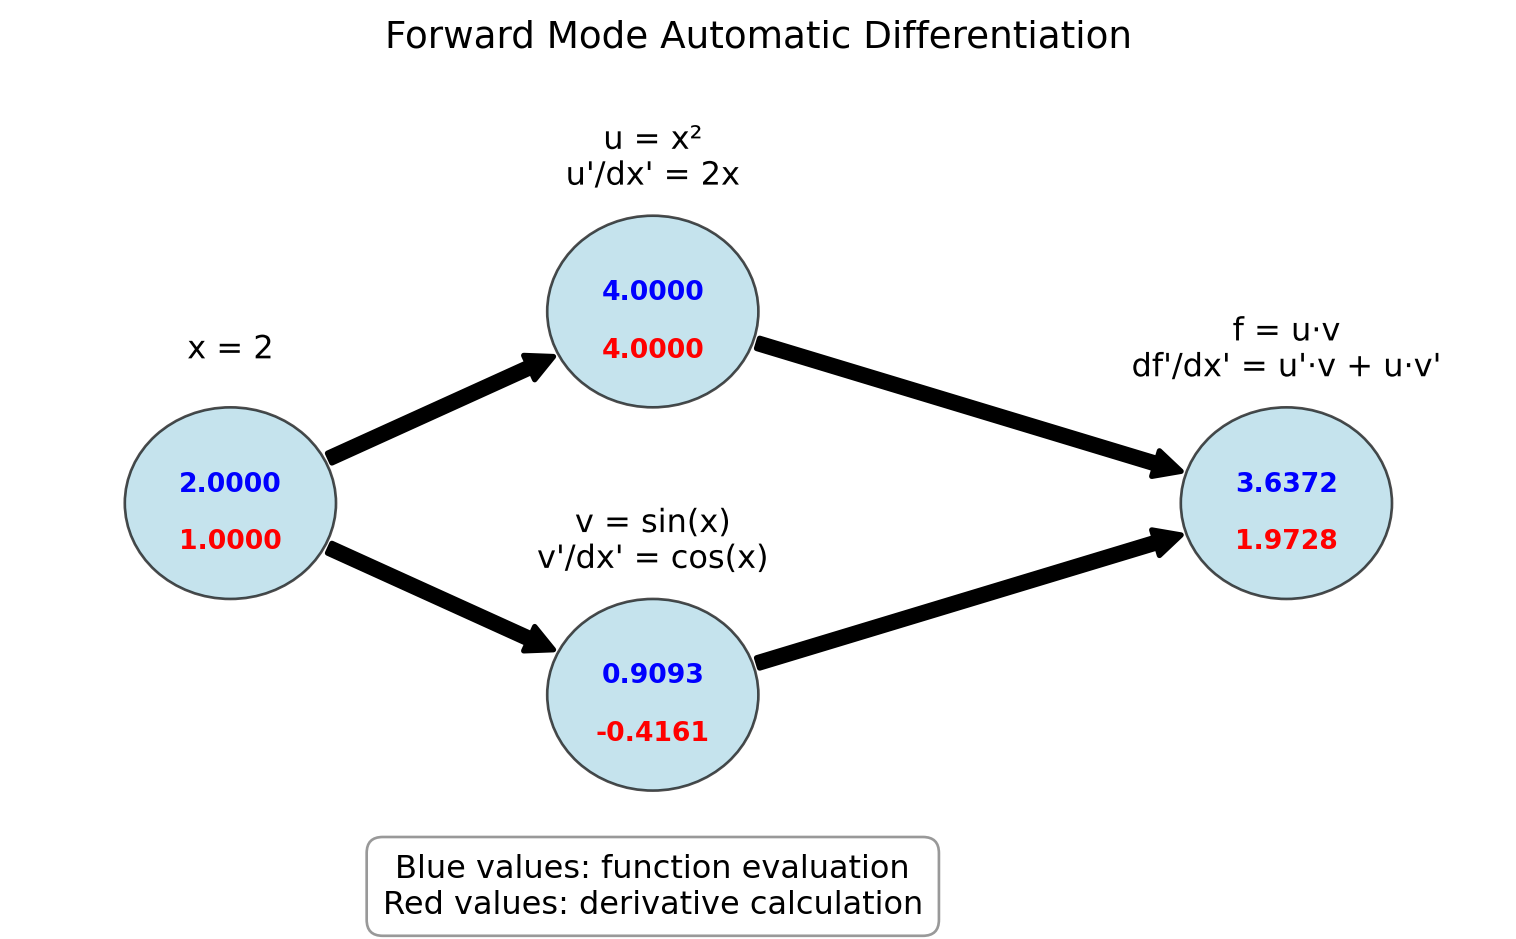 Forward Mode Automatic Differentiation
x = 2
2.0000
1.0000
u = x²
u'/dx' = 2x
4.0000
4.0000
v = sin(x)
v'/dx' = cos(x)
0.9093
-0.4161
f = u·v
df'/dx' = u'·v + u·v'
3.6372
1.9728
Blue values: function evaluation
Red values: derivative calculation